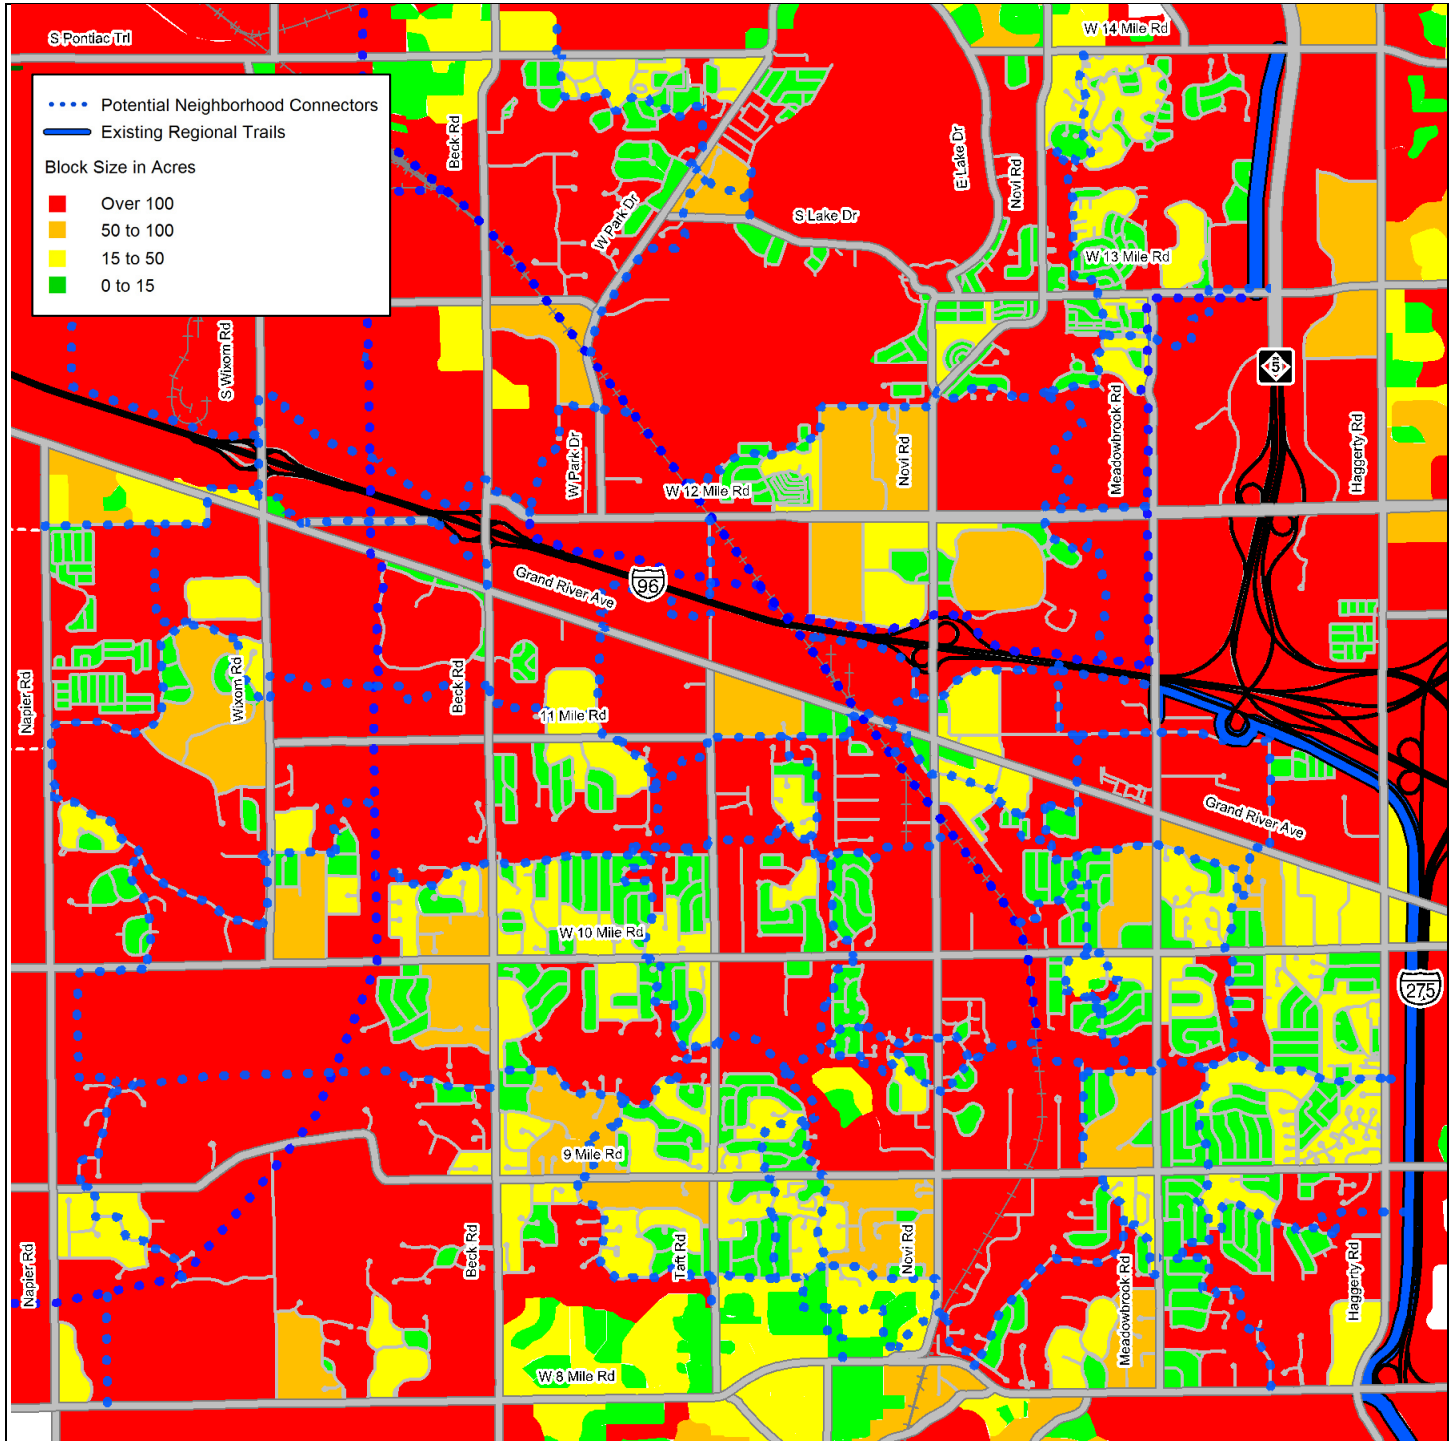 S Pontiac Trl
W 14 Mile Rd
Potential Neighborhood Connectors
Existing Regional Trails
Block Size in Acres
Over 100
50 to 100
15 to 50
0 to 15
Beck Rd
E Lake Dr
Novi Rd
W Park Dr
S Lake Dr
W 13 Mile Rd
S Wixom Rd
5
Meadowbrook Rd
Haggerty Rd
W Park Dr
Novi Rd
W 12 Mile Rd
Grand River Ave
96
Napier Rd
Wixom Rd
Beck Rd
11 Mile Rd
Grand River Ave
W 10 Mile Rd
275
9 Mile Rd
Napier Rd
Beck Rd
Taft Rd
Novi Rd
Meadowbrook Rd
Haggerty Rd
W 8 Mile Rd